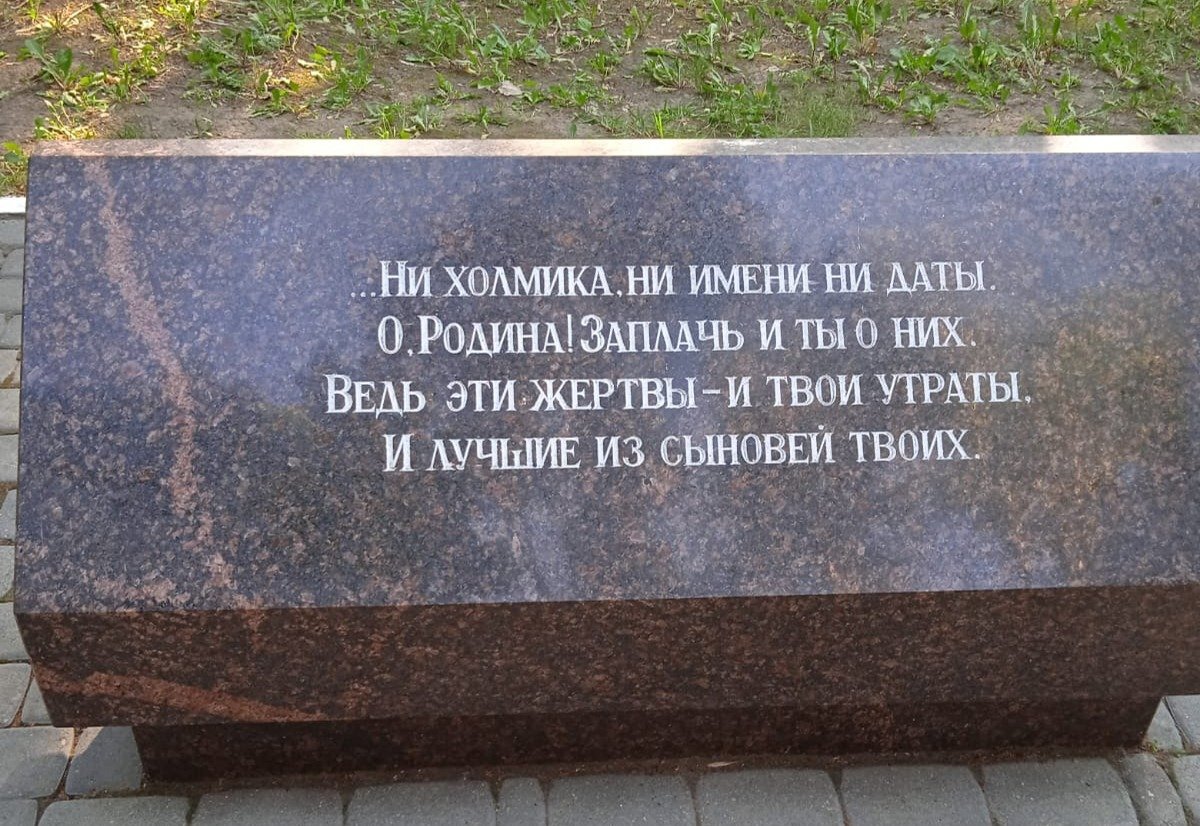 ...Ни холмика, ни имени ни даты.
О, Родина! Заплачь и ты о них.
Ведь эти жертвы – и твои утраты,
И лучшие из сыновей твоих.